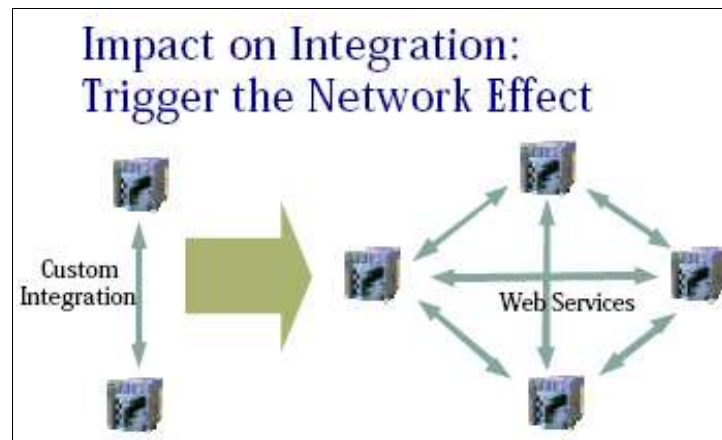 Impact on Integration:
Trigger the Network Effect
Custom
Integration
Web Services